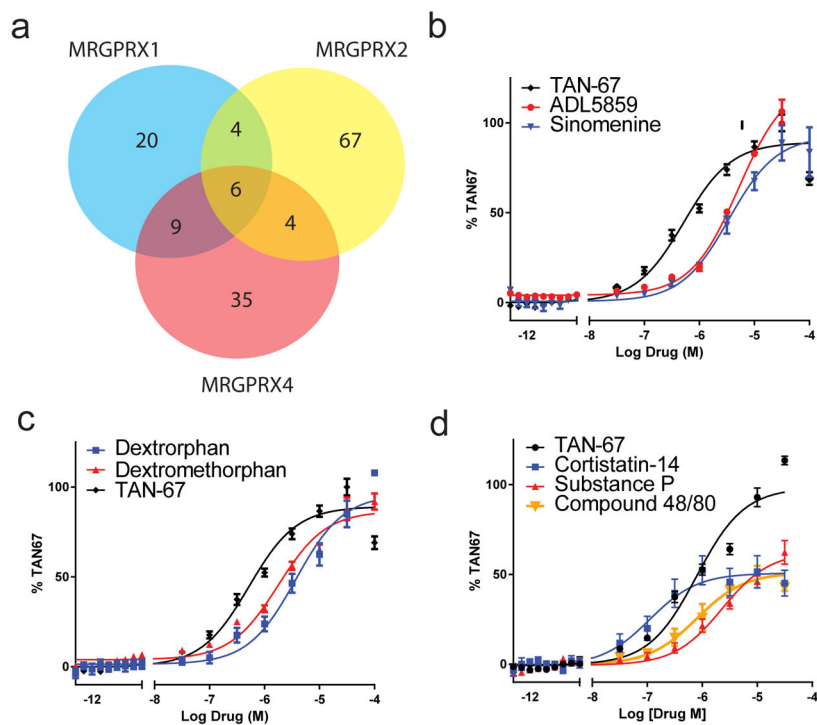 a
MRGPRX1
MRGPRX2
20
4
67
6
9
4
35
MRGPRX4
b
TAN-67
ADL5859
Sinomenine
% TAN67
100
50
0
-12 -8 -7 -6 -5 -4
Log Drug (M)
c
Dextrorphan
Dextromethorphan
TAN-67
% TAN67
100
50
0
-12 -8 -7 -6 -5 -4
Log Drug (M)
d
TAN-67
Cortistatin-14
Substance P
Compound 48/80
% TAN67
100
50
0
-12 -8 -7 -6 -5 -4
Log [Drug M]